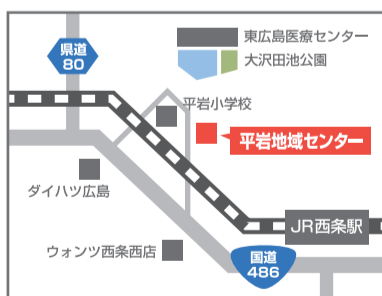 県道
80
東広島医療センター
大沢田池公園
平岩小学校
平岩地域センター
ダイハツ広島
JR西条駅
ウォンツ西条西店
国道
486